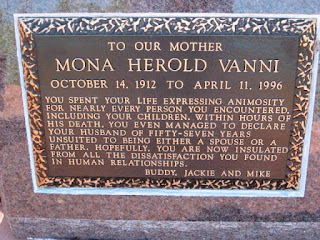 TO OUR MOTHER
MONA HEROLD VANNI
OCTOBER 14, 1912 TO APRIL 11, 1996
YOU SPENT YOUR LIFE EXPRESSING ANIMOSITY
FOR NEARLY EVERY PERSON YOU ENCOUNTERED,
INCLUDING YOUR CHILDREN. WITHIN HOURS OF
HIS DEATH, YOU EVEN MANAGED TO DECLARE
YOUR HUSBAND OF FIFTY-SEVEN YEARS
UNSUITED TO BEING EITHER A SPOUSE OR A
FATHER. HOPEFULLY, YOU ARE NOW INSULATED
FROM ALL THE DISSATISFACTION YOU FOUND
IN HUMAN RELATIONSHIPS.
BUDDY, JACKIE AND MIKE